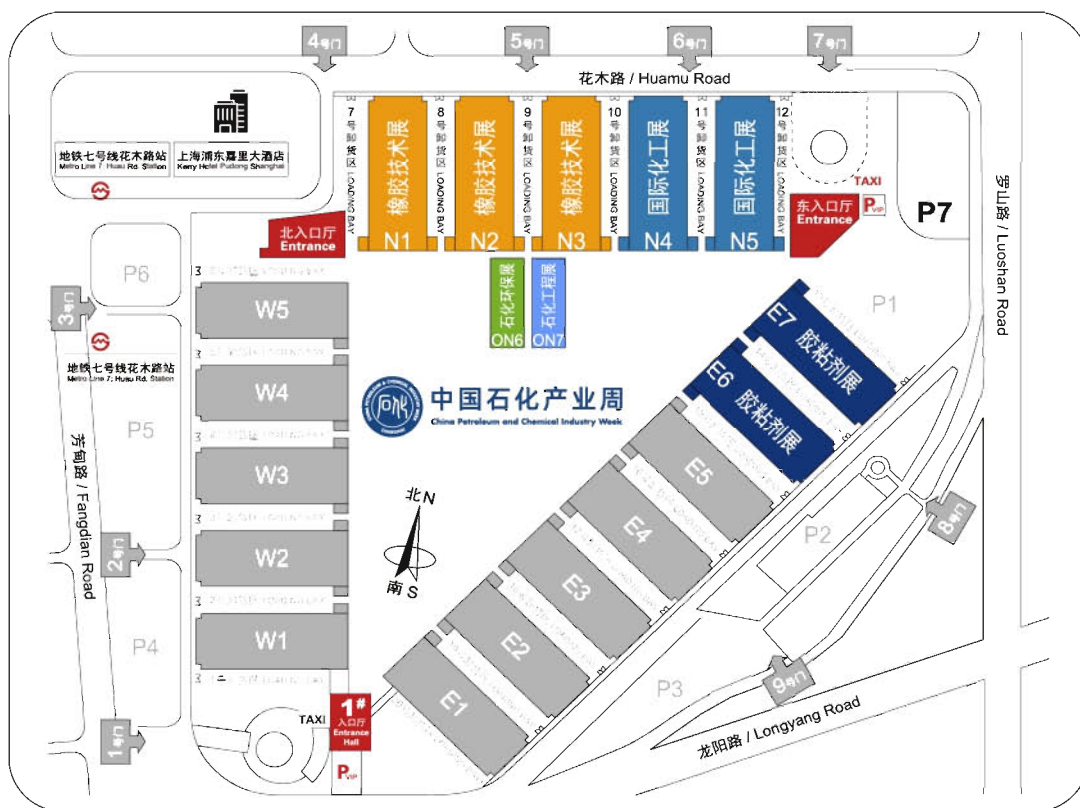 4号门
5号门
6号门
7号门
花木路 / Huamu Road
地铁七号线花木路站
Metro Line 7, Huau Rd. Station
上海浦东嘉里大酒店
Kerry Hotel Pudong Shanghai
7号卸货区 LOADING BAY
橡胶技术展
N1
8号卸货区 LOADING BAY
橡胶技术展
N2
9号卸货区 LOADING BAY
橡胶技术展
N3
10号卸货区 LOADING BAY
国际化工展
N4
11号卸货区 LOADING BAY
国际化工展
N5
12号卸货区 LOADING BAY
TAXI
P VIP
东入口厅
Entrance
P7
罗山路 / Luoshan Road
北入口厅
Entrance
石化环保展
ON6
石化工程展
ON7
P6
3号门
地铁七号线花木路站
Metro Line 7, Huau Rd. Station
W5
W4
W3
W2
W1
中国石化产业周
China Petroleum and Chemical Industry Week
P1
E7 胶粘剂展
E6 胶粘剂展
E5
E4
E3
E2
E1
P5
芳甸路 / Fangdian Road
2号门
P4
1号门
北 N
南 S
P2
8号门
P3
9号门
龙阳路 / Longyang Road
TAXI
1#
入口厅
Entrance
Hall
P VIP